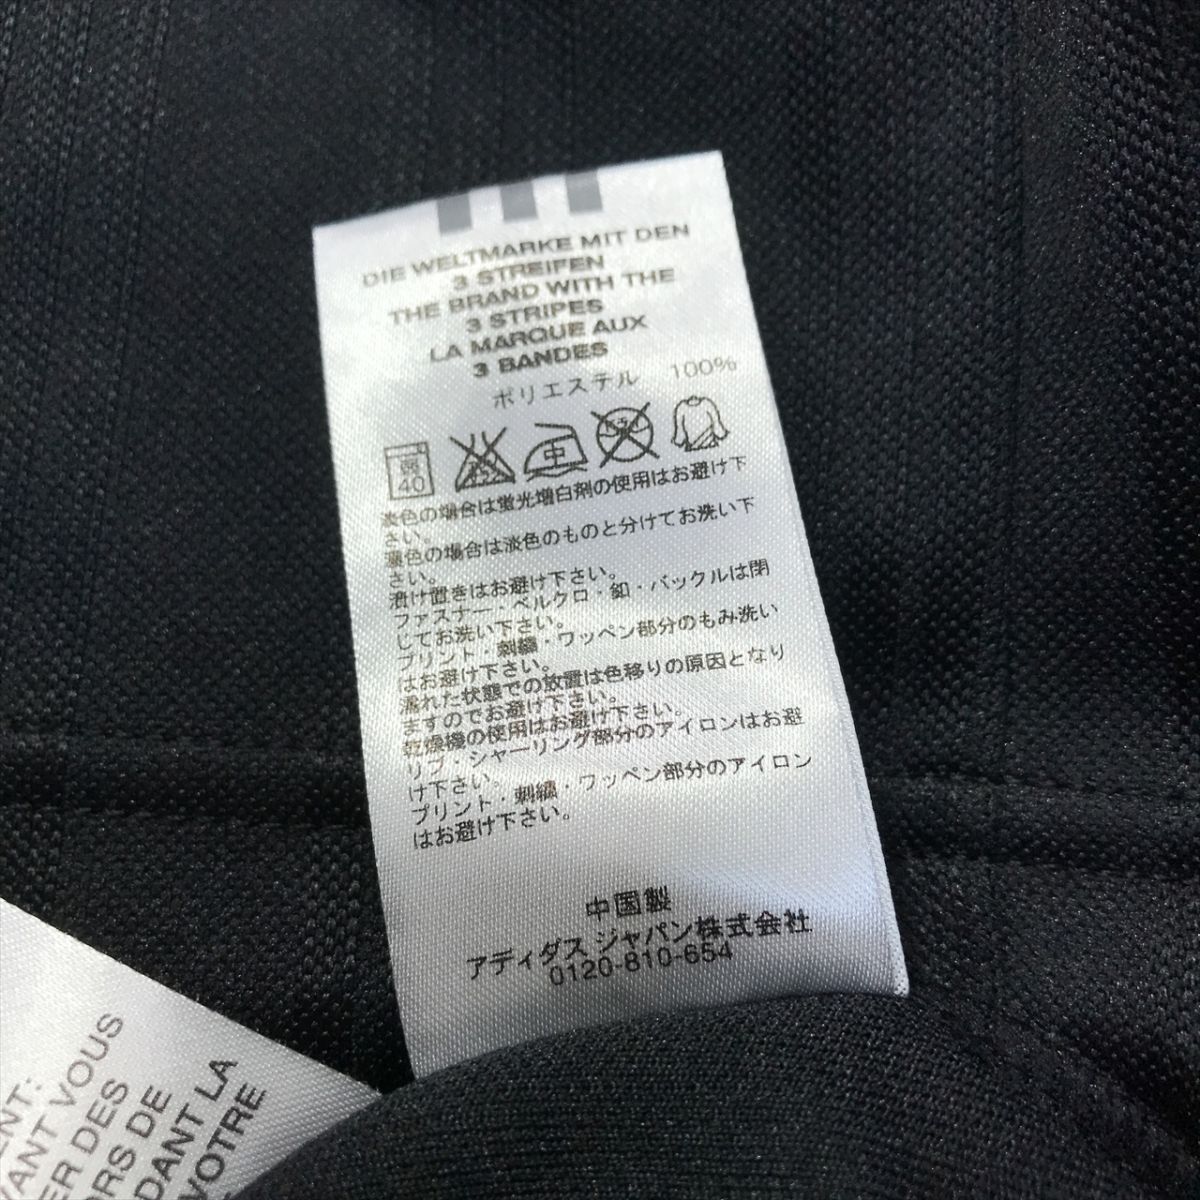 DIE WELTMARKE MIT DEN
3 STREIFEN
THE BRAND WITH THE
3 STRIPES
LA MARQUE AUX
3 BANDES
ポリエステル 100%
弱
40
中
淡色の場合は蛍光増白剤の使用はお避け下
さい。
濃色の場合は淡色のものと分けてお洗い下
さい。
漬け置きはお避け下さい。
ファスナー・ベルクロ・釦・バックルは閉
じてお洗い下さい。
プリント・刺繍・ワッペン部分のもみ洗い
はお避け下さい。
濡れた状態での放置は色移りの原因となり
ますのでお避け下さい。
乾燥機の使用はお避け下さい。
リブ・シャーリング部分のアイロンはお避
け下さい。
プリント・刺繍・ワッペン部分のアイロン
はお避け下さい。
中国製
アディダス ジャパン株式会社
0120-810-654
ENT:
ANT VOUS
ER DES
ORS DE
DANT LA
VOTRE